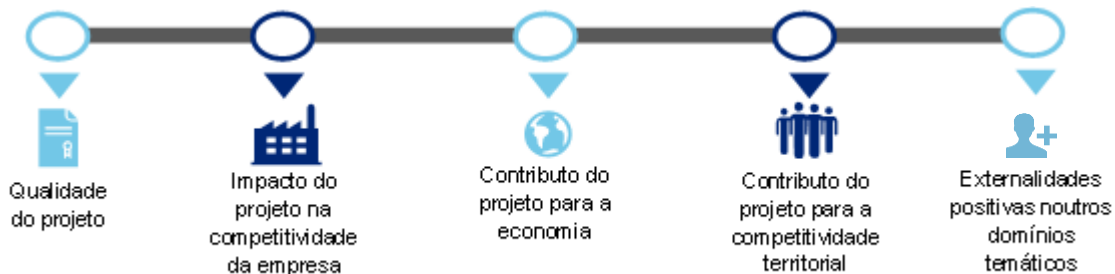 Qualidade
do projeto
Impacto do
projeto na
competitividade
da empresa
Contributo do
projeto para a
economia
Contributo do
projeto para a
competitividade
territorial
Externalidades
positivas noutros
domínios
temáticos